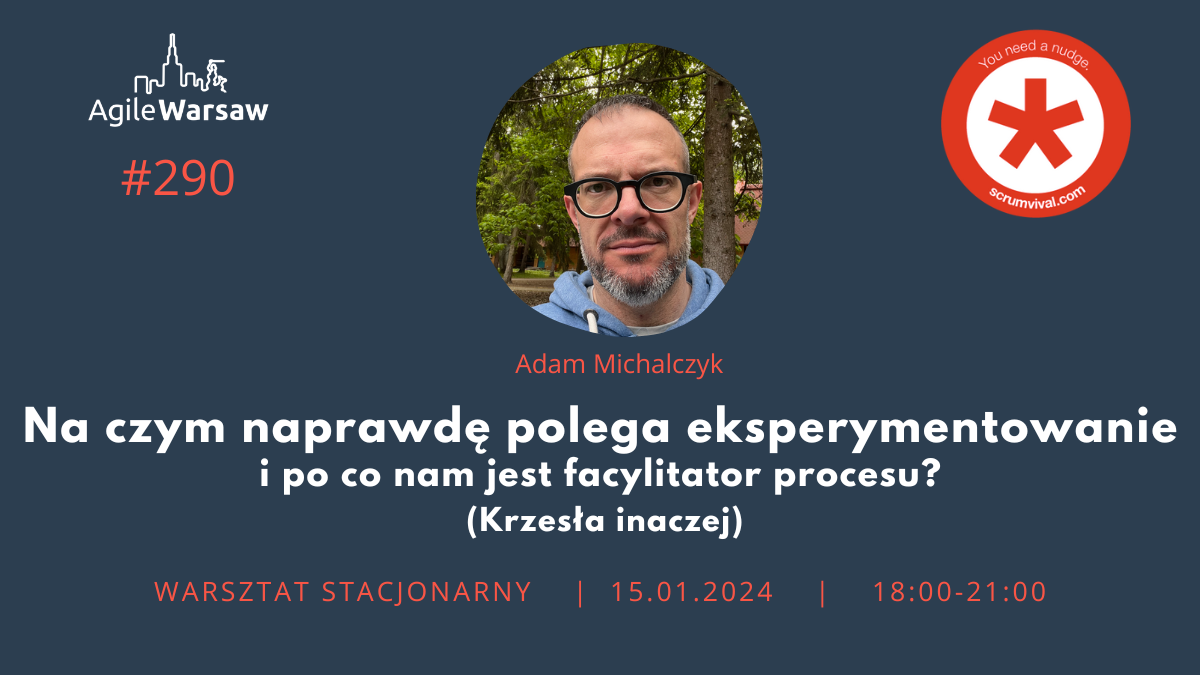 AgileWarsaw
#290
You need a nudge.
scrumvival.com
Adam Michalczyk
Na czym naprawdę polega eksperymentowanie
i po co nam jest facylitator procesu?
(Krzesła inaczej)
WARSZTAT STACJONARNY | 15.01.2024 | 18:00-21:00